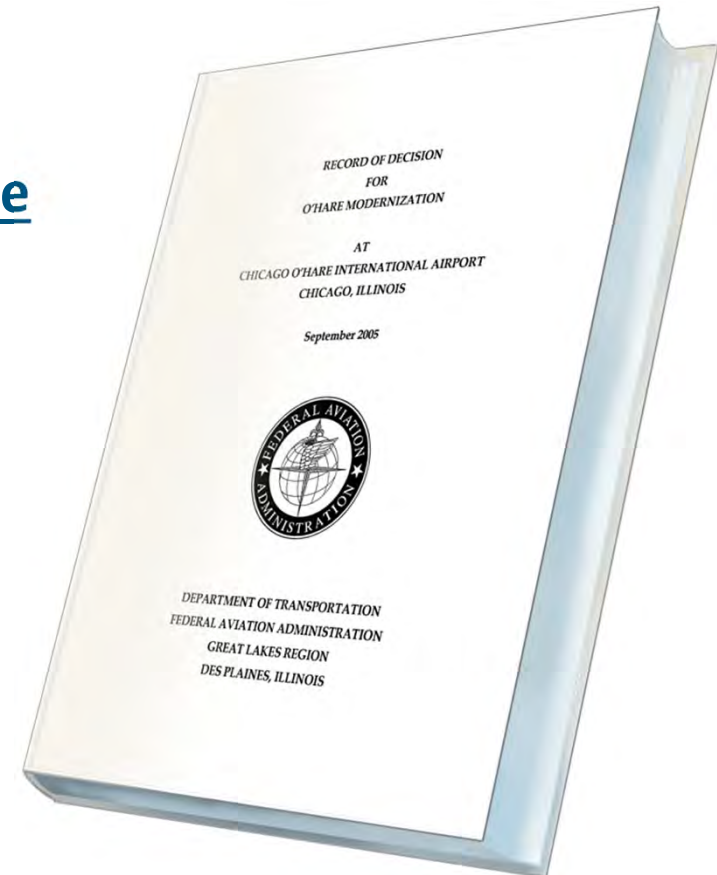 e
RECORD OF DECISION
FOR
O'HARE MODERNIZATION
AT
CHICAGO O'HARE INTERNATIONAL AIRPORT
CHICAGO, ILLINOIS
September 2005
FEDERAL AVIATION
ADMINISTRATION
DEPARTMENT OF TRANSPORTATION
FEDERAL AVIATION ADMINISTRATION
GREAT LAKES REGION
DES PLAINES, ILLINOIS